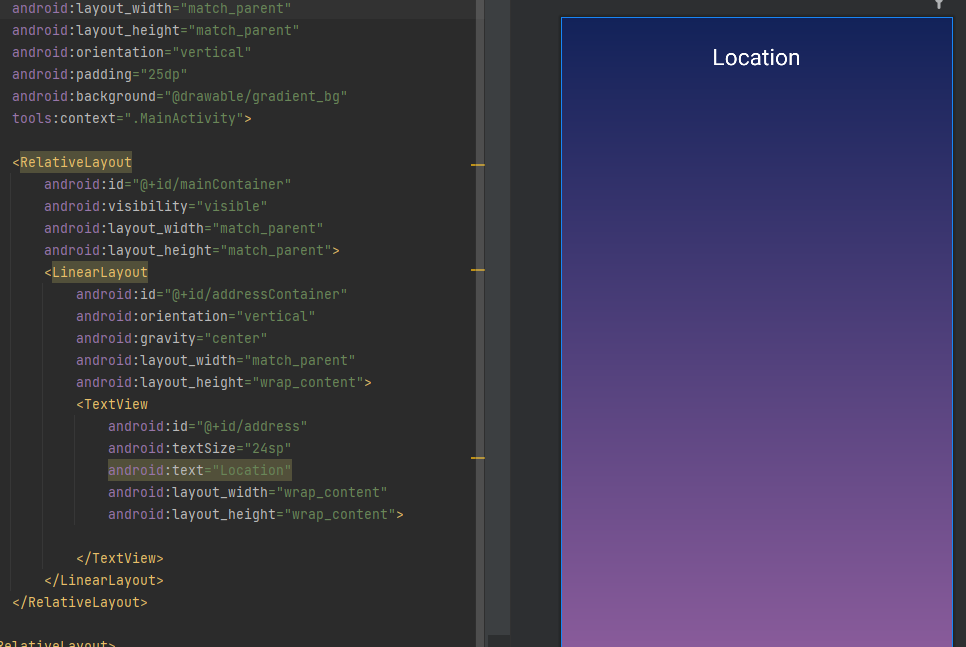 android:layout_width="match_parent"
android:layout_height="match_parent"
android:orientation="vertical"
android:padding="25dp"
android:background="@drawable/gradient_bg"
tools:context=".MainActivity">
<RelativeLayout
android:id="@+id/mainContainer"
android:visibility="visible"
android:layout_width="match_parent"
android:layout_height="match_parent">
<LinearLayout
android:id="@+id/addressContainer"
android:orientation="vertical"
android:gravity="center"
android:layout_width="match_parent"
android:layout_height="wrap_content">
<TextView
android:id="@+id/address"
android:textSize="24sp"
android:text="Location"
android:layout_width="wrap_content"
android:layout_height="wrap_content">
</TextView>
</LinearLayout>
</RelativeLayout>
RelativeLayout>
Location